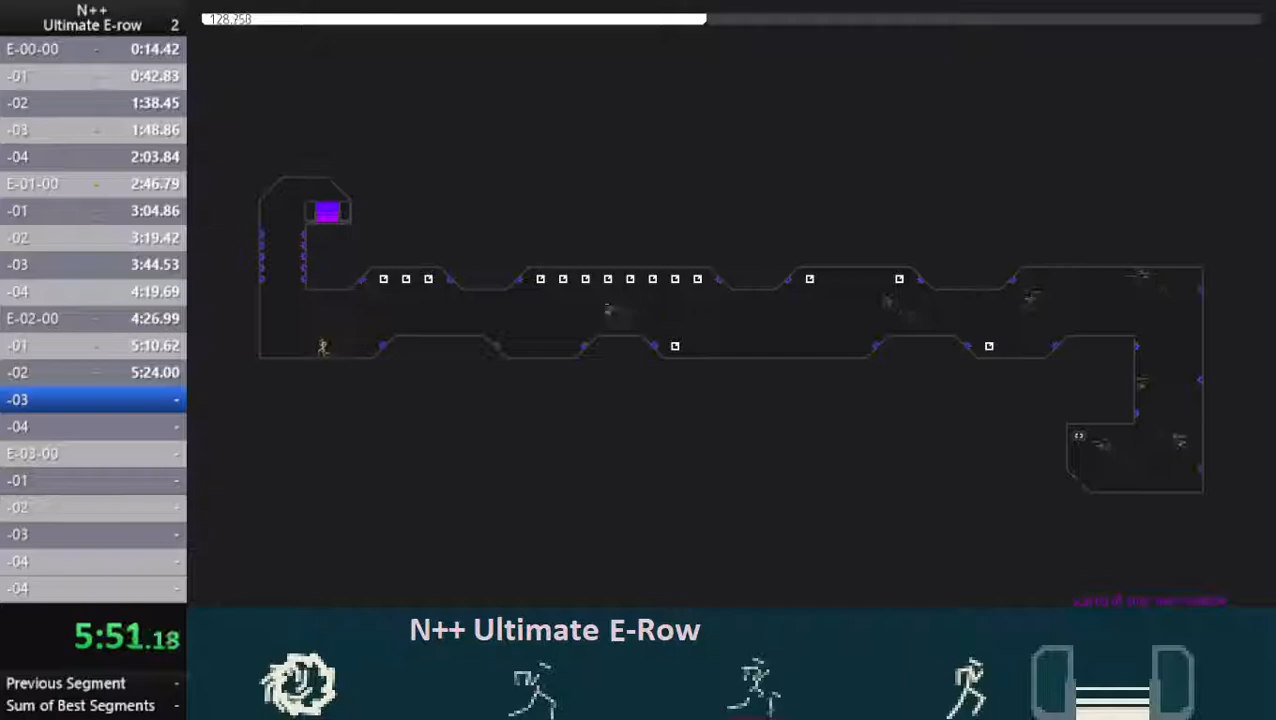 N++
Ultimate E-row 2
E-00-00 - 0:14.42
-01 - 0:42.83
-02 - 1:38.45
-03 - 1:48.86
-04 - 2:03.84
E-01-00 - 2:46.79
-01 - 3:04.86
-02 - 3:19.42
-03 - 3:44.53
-04 - 4:19.69
E-02-00 - 4:26.99
-01 - 5:10.62
-02 - 5:24.00
-03 -
-04 -
E-03-00 -
-01 -
-02 -
-03 -
-04 -
-04 -
5:51.18
Previous Segment -
Sum of Best Segments -
128.758
N++ Ultimate E-Row